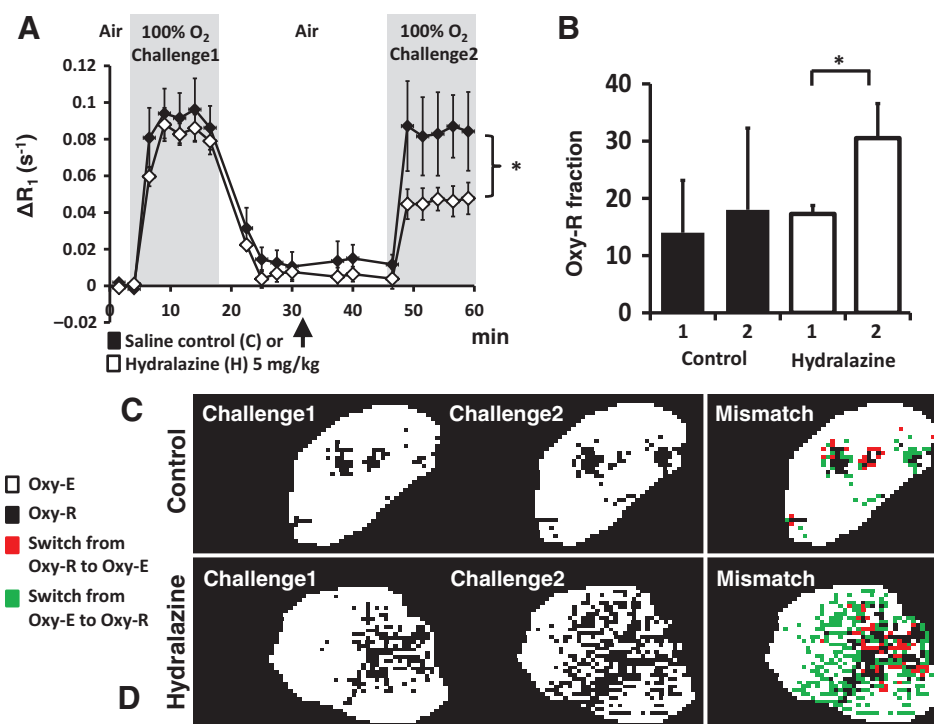 A
Air
100% O2
Challenge1
Air
100% O2
Challenge2
0.12
0.1
0.08
0.06
0.04
0.02
0
−0.02
ΔR1 (s-1)
*
0 10 20 30 40 50 60
min
Saline control (C) or
Hydralazine (H) 5 mg/kg
B
Oxy-R fraction
40
30
20
10
0
*
1 2 1 2
Control Hydralazine
C
Control
Challenge1
Challenge2
Mismatch
Oxy-E
Oxy-R
Switch from
Oxy-R to Oxy-E
Switch from
Oxy-E to Oxy-R
D
Hydralazine
Challenge1
Challenge2
Mismatch